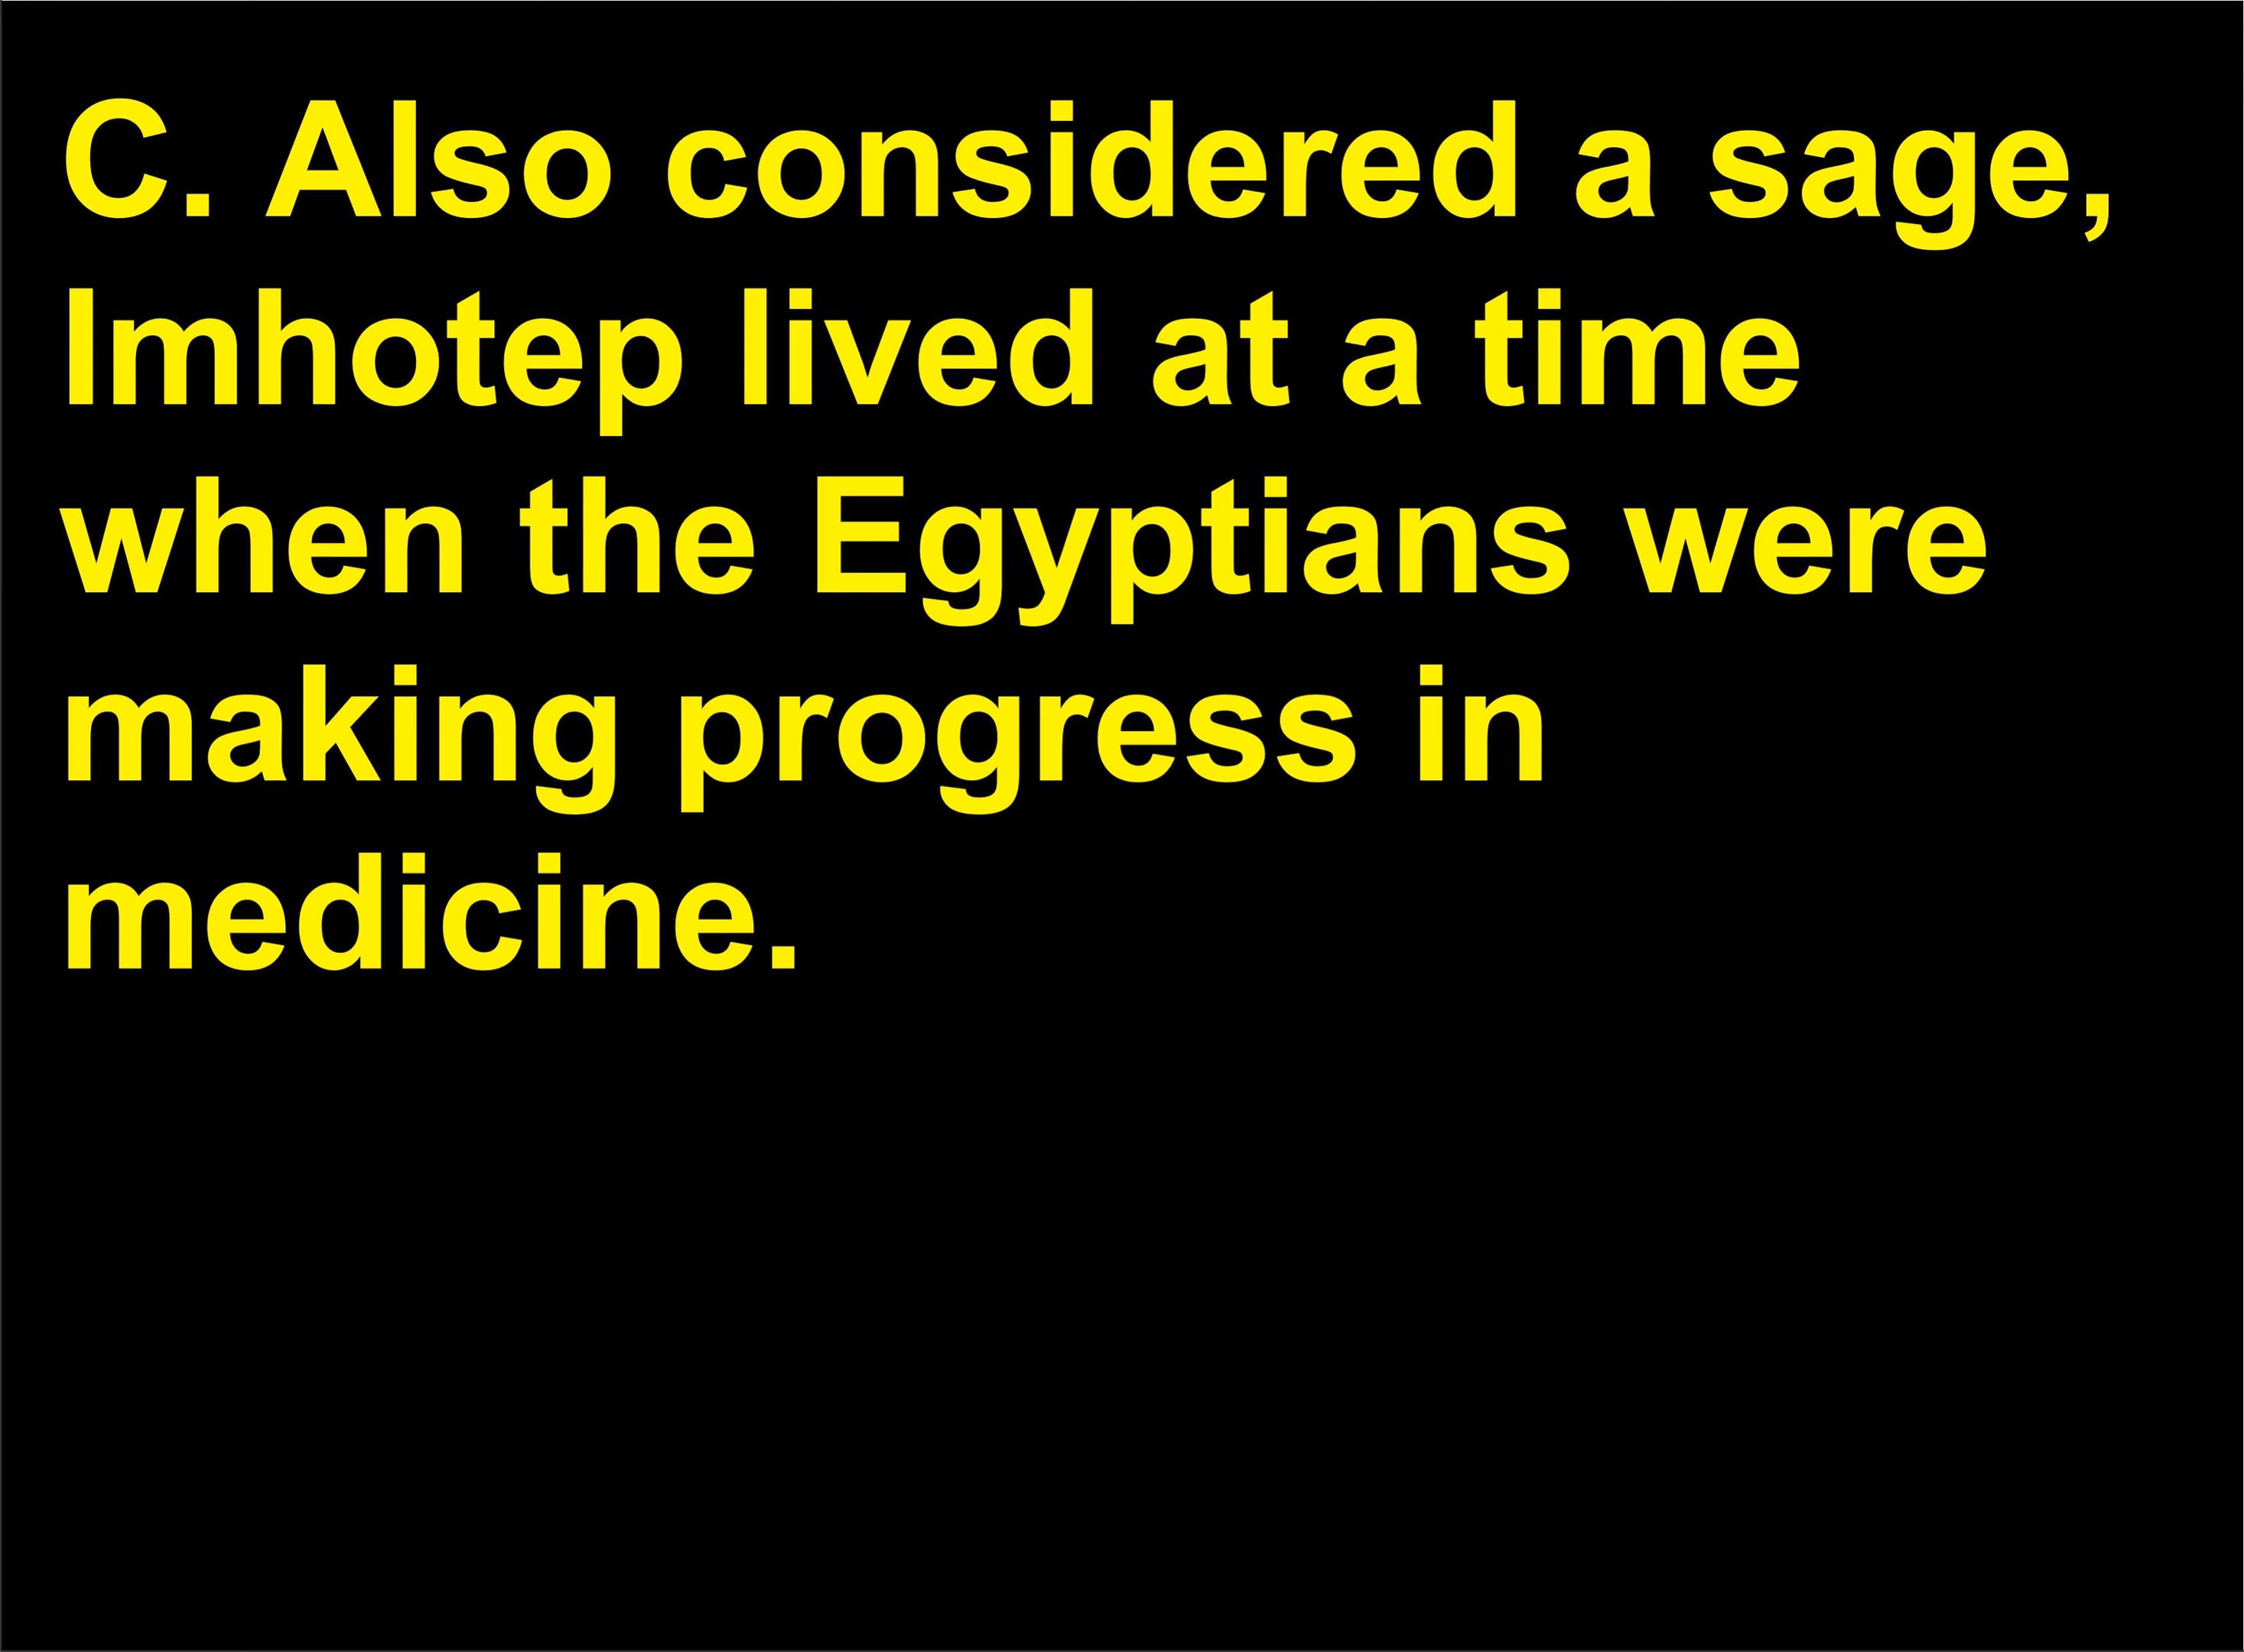 C. Also considered a sage,
Imhotep lived at a time
when the Egyptians were
making progress in
medicine.